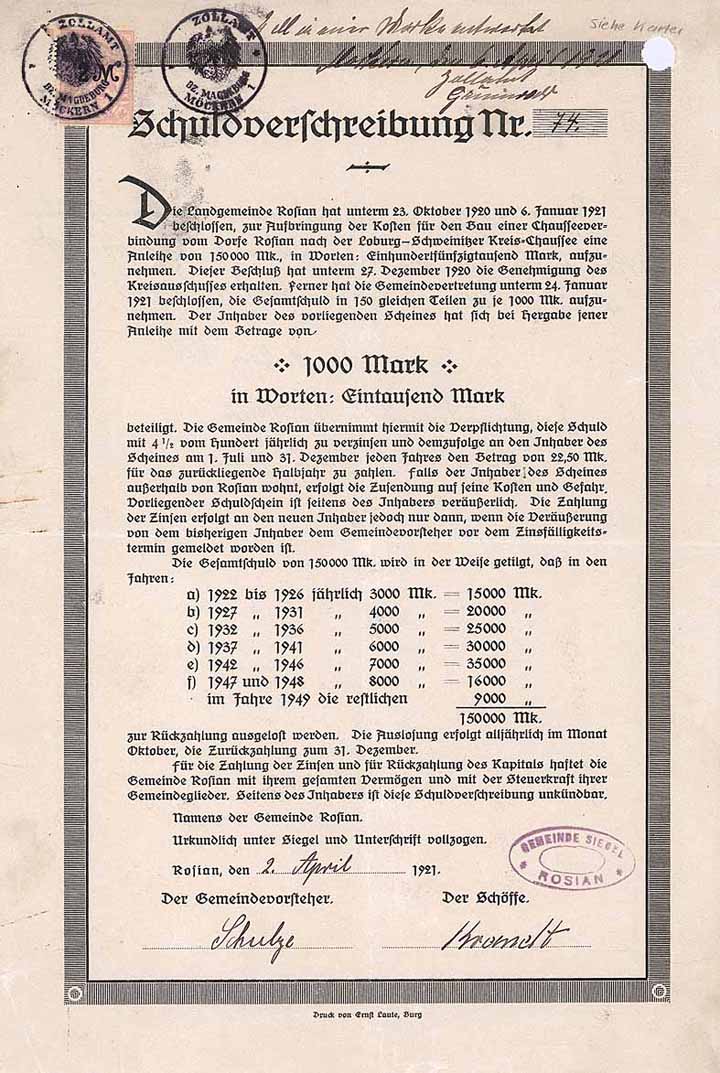 ZOLLAMT
BZ. MAGDEBURG
MÖCKERN 1
2 M
ZOLLAMT
BZ. MAGDEBURG
MÖCKERN 1
in einer Marke entwertet
Siehe Kartei
den 6. April 1921
Zollamt
Schuldverschreibung Nr. 74.
Die Landgemeinde Rosian hat unterm 23. Oktober 1920 und 6. Januar 1921
beschlossen, zur Aufbringung der Kosten für den Bau einer Chausseever-
bindung vom Dorfe Rosian nach der Loburg–Schweinitzer Kreis-Chaussee eine
Anleihe von 150000 Mk., in Worten: Einhundertfünfzigtausend Mark, aufzu-
nehmen. Dieser Beschluß hat unterm 27. Dezember 1920 die Genehmigung des
Kreisausschusses erhalten. Ferner hat die Gemeindevertretung unterm 24. Januar
1921 beschlossen, die Gesamtschuld in 150 gleichen Teilen zu je 1000 Mk. aufzu-
nehmen. Der Inhaber des vorliegenden Scheines hat sich bei Hergabe jener
Anleihe mit dem Betrage von
1000 Mark
in Worten: Eintausend Mark
beteiligt. Die Gemeinde Rosian übernimmt hiermit die Verpflichtung, diese Schuld
mit 4 1/2 vom Hundert jährlich zu verzinsen und demzufolge an den Inhaber des
Scheines am 1. Juli und 31. Dezember jeden Jahres den Betrag von 22,50 Mk.
für das zurückliegende Halbjahr zu zahlen. Falls der Inhaber des Scheines
außerhalb von Rosian wohnt, erfolgt die Zusendung auf seine Kosten und Gefahr.
Vorliegender Schuldschein ist seitens des Inhabers veräußerlich. Die Zahlung
der Zinsen erfolgt an den neuen Inhaber jedoch nur dann, wenn die Veräußerung
von dem bisherigen Inhaber dem Gemeindevorsteher vor dem Zinsfälligkeits-
termin gemeldet worden ist.
Die Gesamtschuld von 150000 Mk. wird in der Weise getilgt, daß in den
Jahren:
a) 1922 bis 1926 jährlich 3000 Mk. = 15000 Mk.
b) 1927 „ 1931 „ 4000 „ = 20000 „
c) 1932 „ 1936 „ 5000 „ = 25000 „
d) 1937 „ 1941 „ 6000 „ = 30000 „
e) 1942 „ 1946 „ 7000 „ = 35000 „
f) 1947 und 1948 „ 8000 „ = 16000 „
im Jahre 1949 die restlichen 9000 „
150000 Mk.
zur Rückzahlung ausgelost werden. Die Auslosung erfolgt alljährlich im Monat
Oktober, die Zurückzahlung zum 31. Dezember.
Für die Zahlung der Zinsen und für Rückzahlung des Kapitals haftet die
Gemeinde Rosian mit ihrem gesamten Vermögen und mit der Steuerkraft ihrer
Gemeindeglieder. Seitens des Inhabers ist diese Schuldverschreibung unkündbar.
Namens der Gemeinde Rosian.
Urkundlich unter Siegel und Unterschrift vollzogen.
Rosian, den 2. April 1921.
GEMEINDE SIEGEL
ROSIAN
Der Gemeindevorsteher. Der Schöffe.
Schulze Brandt
Druck von Ernst Laute, Burg